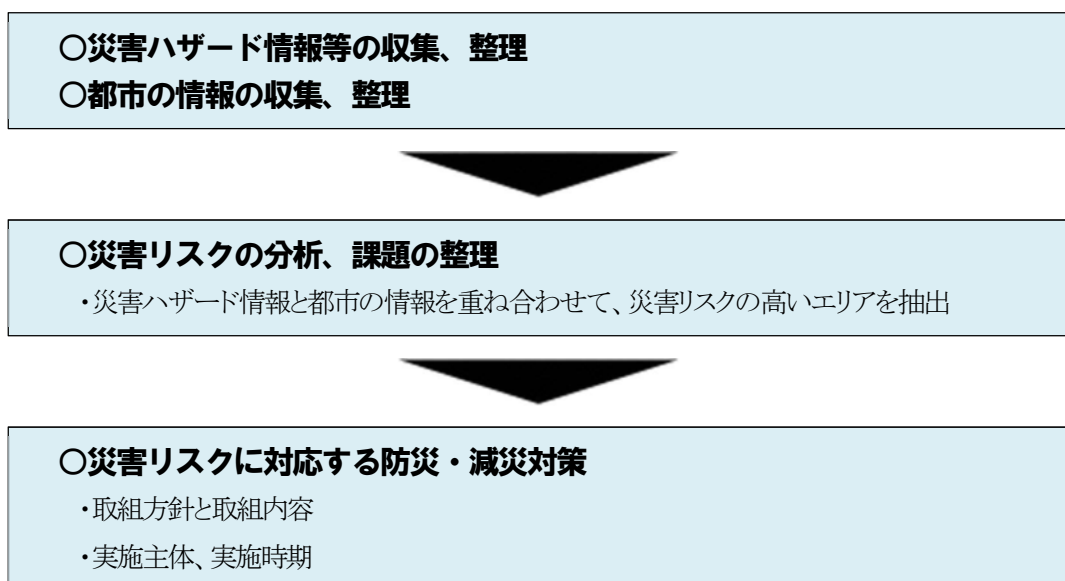 ○災害ハザード情報等の収集、整理
○都市の情報の収集、整理
○災害リスクの分析、課題の整理
・災害ハザード情報と都市の情報を重ね合わせて、災害リスクの高いエリアを抽出
○災害リスクに対応する防災・減災対策
・取組方針と取組内容
・実施主体、実施時期